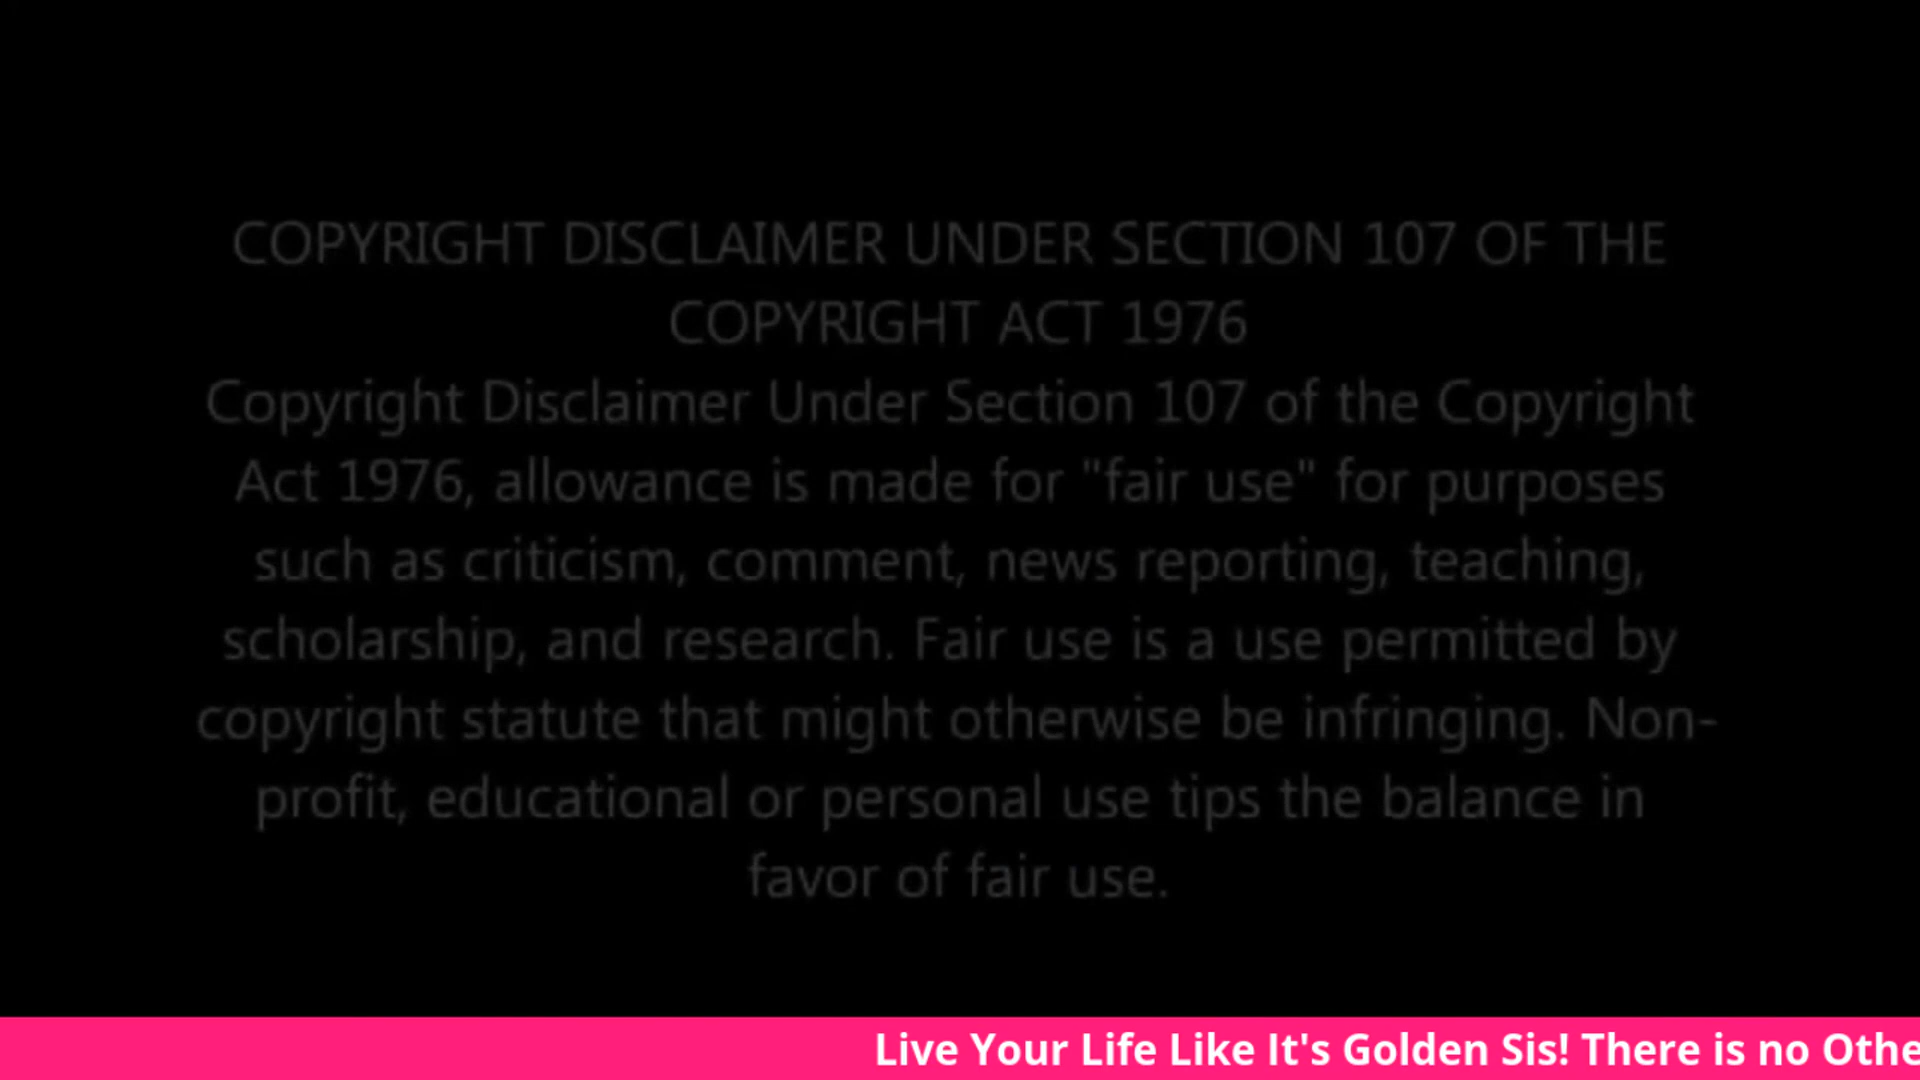 COPYRIGHT DISCLAIMER UNDER SECTION 107 OF THE
COPYRIGHT ACT 1976
Copyright Disclaimer Under Section 107 of the Copyright
Act 1976, allowance is made for "fair use" for purposes
such as criticism, comment, news reporting, teaching,
scholarship, and research. Fair use is a use permitted by
copyright statute that might otherwise be infringing. Non-
profit, educational or personal use tips the balance in
favor of fair use.
Live Your Life Like It's Golden Sis! There is no Othe